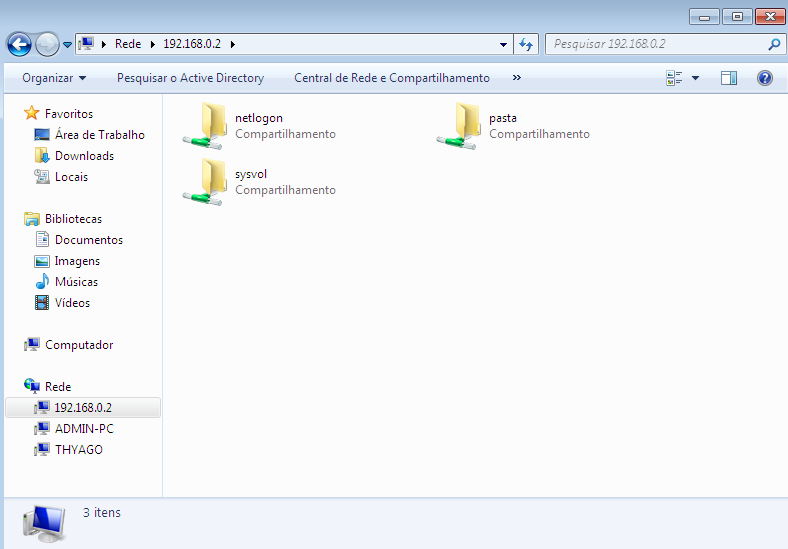 Rede 192.168.0.2
Pesquisar 192.168.0.2
Organizar Pesquisar o Active Directory Central de Rede e Compartilhamento »
Favoritos
Área de Trabalho
Downloads
Locais
Bibliotecas
Documentos
Imagens
Músicas
Vídeos
Computador
Rede
192.168.0.2
ADMIN-PC
THYAGO
netlogon
Compartilhamento
pasta
Compartilhamento
sysvol
Compartilhamento
3 itens